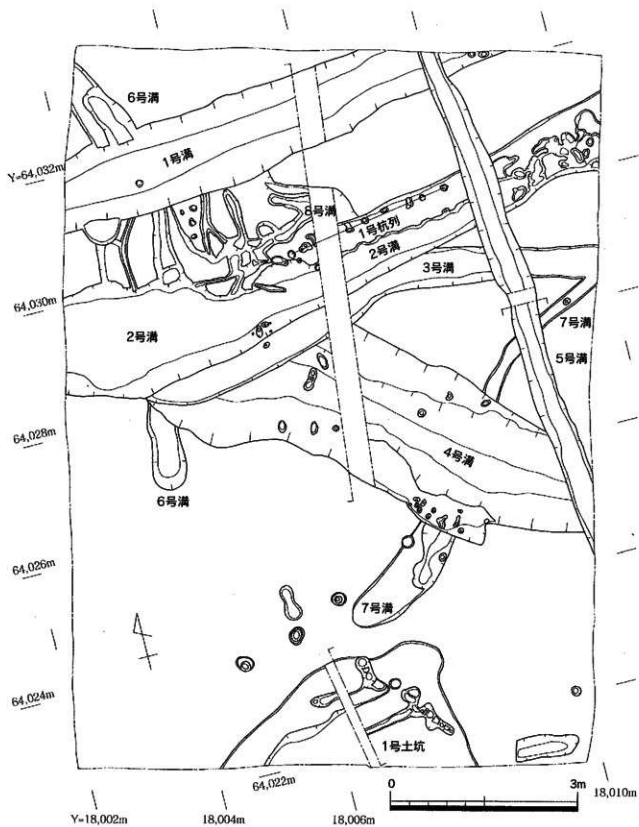 6号溝
1号溝
Y=64,032m
8号溝
1号杭列
2号溝
3号溝
64,030m
7号溝
2号溝
5号溝
64,028m
4号溝
6号溝
64,026m
7号溝
64,024m
1号土坑
64,022m
0 3m
18,010m
Y=18,002m 18,004m 18,006m